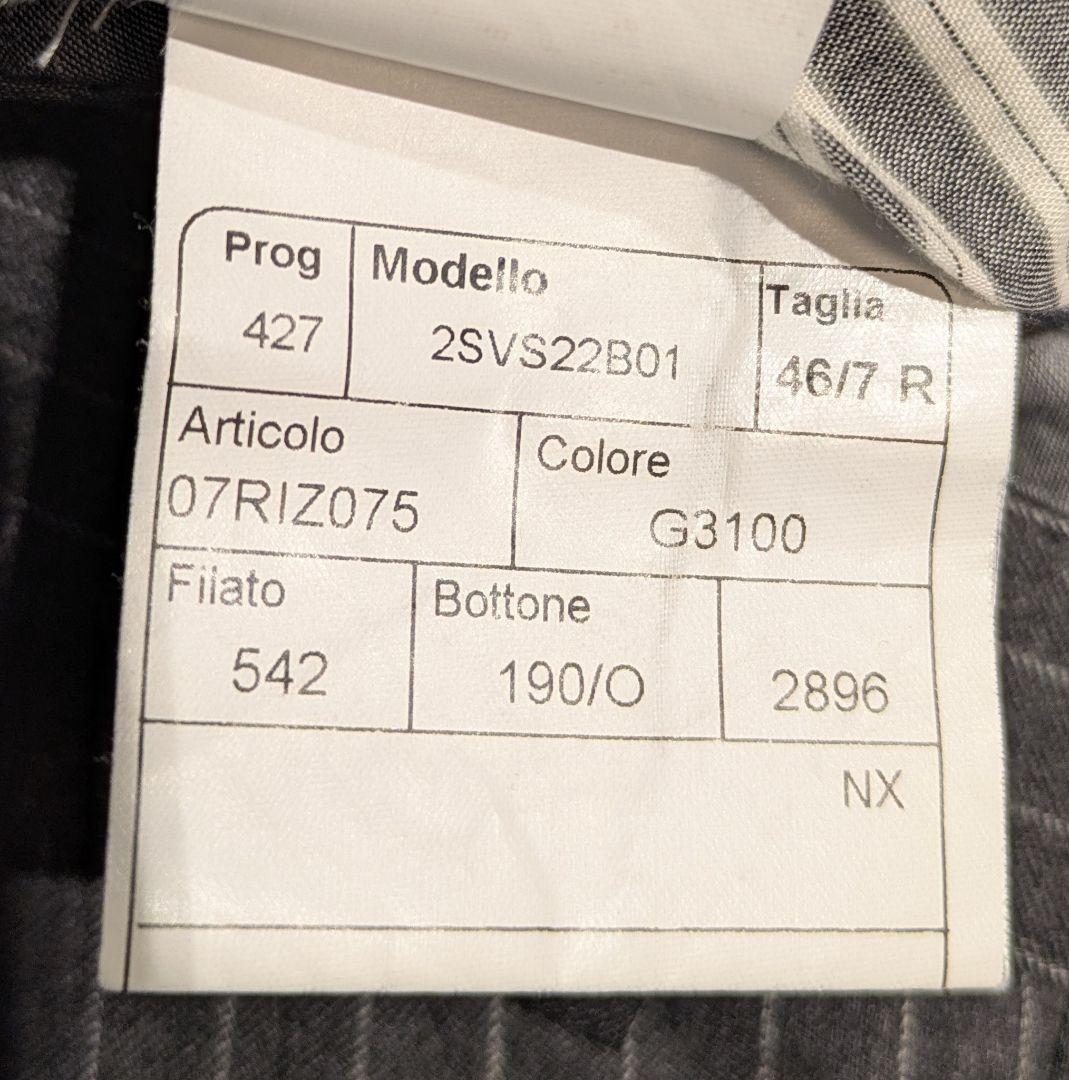 Prog Modello Taglia
427 2SVS22B01 46/7 R
Articolo Colore
07RIZ075 G3100
Filato Bottone
542 190/O 2896
NX